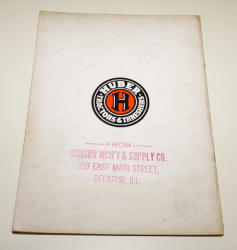 HUBER
H
TRACTORS & THRESHERS
FROM
HUDSON MCH'Y & SUPPLY CO.
359 EAST MAIN STREET,
DECATUR, ILL.